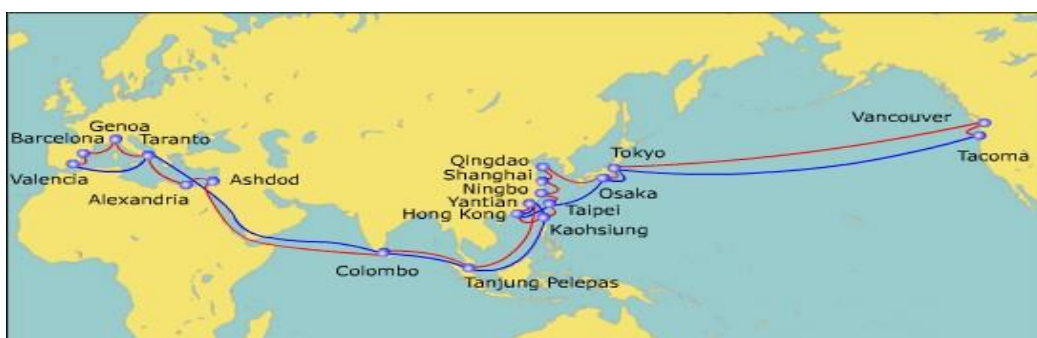 Genoa
Barcelona
Taranto
Valencia
Ashdod
Alexandria
Colombo
Tanjung Pelepas
Qingdao
Shanghai
Ningbo
Yantian
Hong Kong
Taipei
Kaohsiung
Tokyo
Osaka
Vancouver
Tacoma